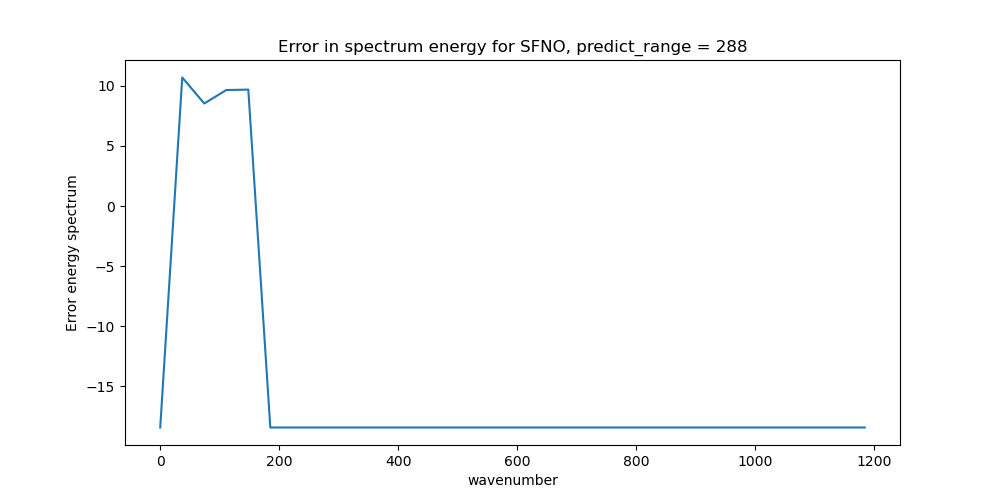 Error in spectrum energy for SFNO, predict_range = 288
Error energy spectrum
10
5
0
−5
−10
−15
0 200 400 600 800 1000 1200
wavenumber